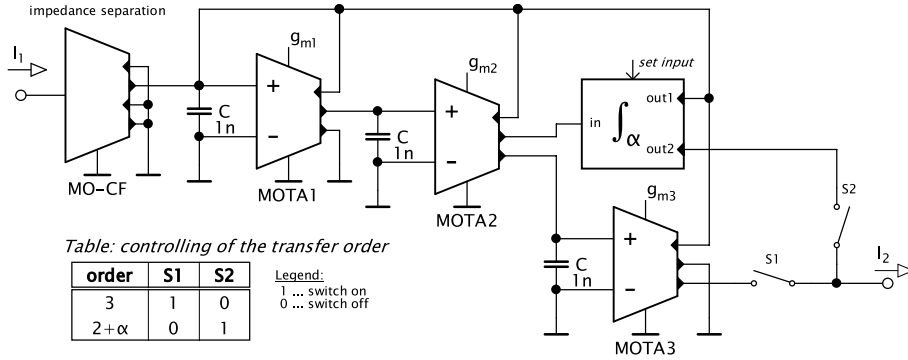 impedance separation
I1
MO-CF
C
1n
gm1
+
−
MOTA1
C
1n
gm2
+
−
MOTA2
set input
in
∫α
out1
out2
S2
gm3
+
−
C
1n
MOTA3
S1
I2
Table: controlling of the transfer order
order S1 S2
3 1 0
2+α 0 1
Legend:
1 ... switch on
0 ... switch off